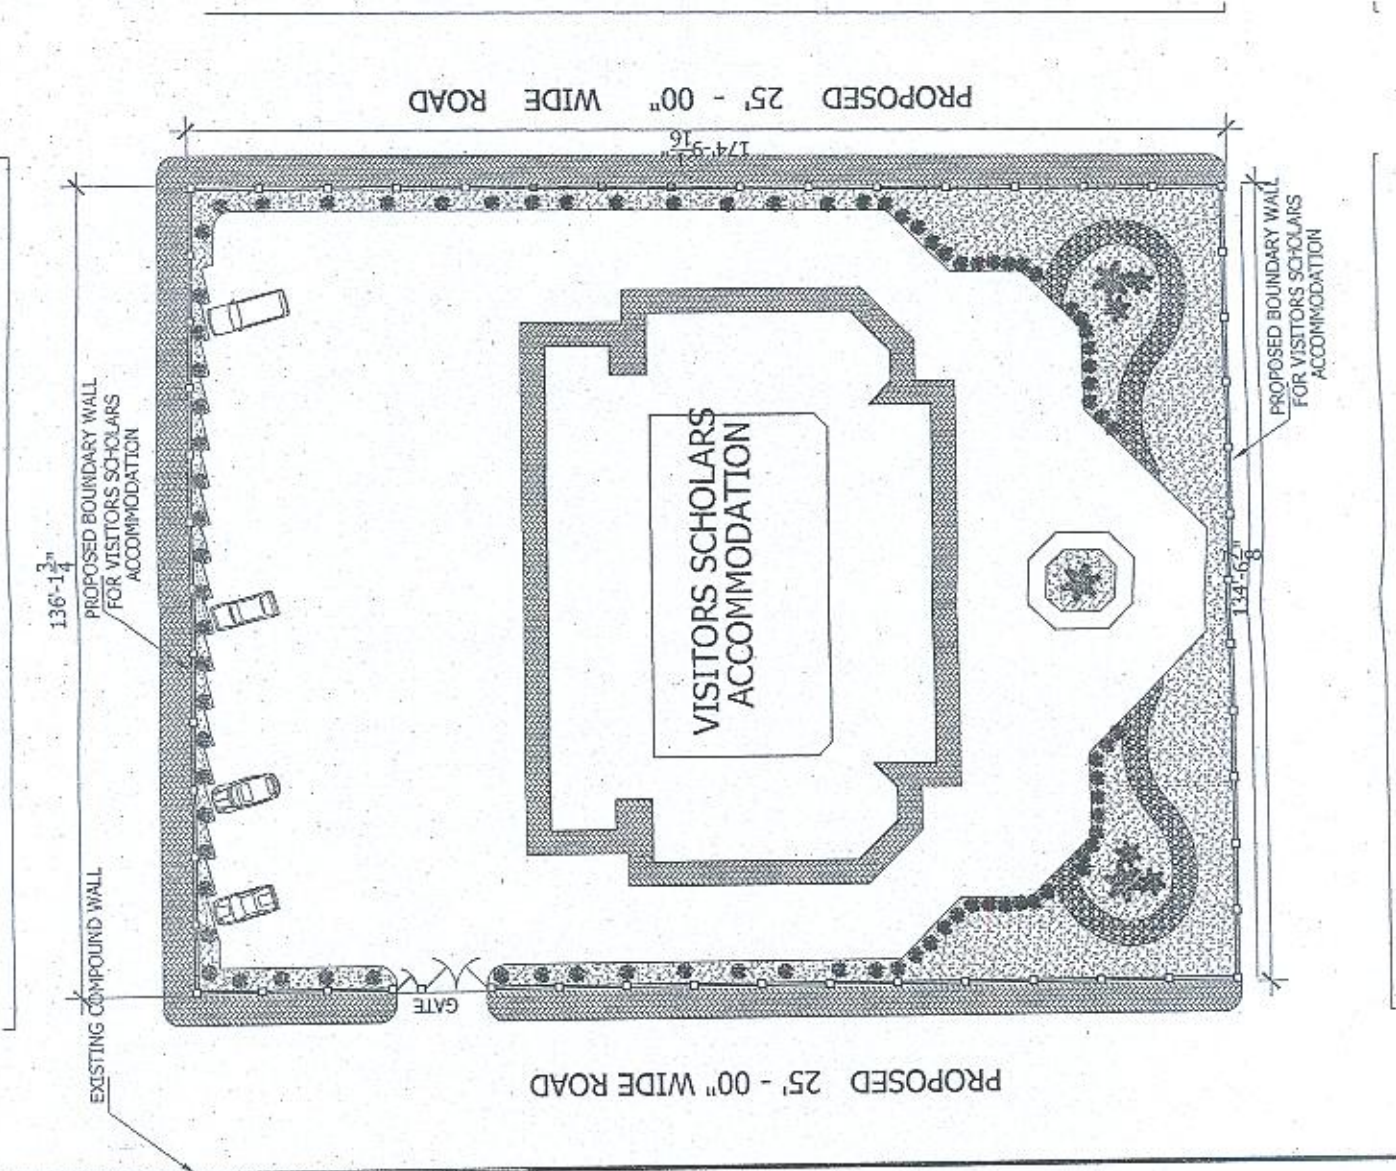 PROPOSED 25' - 00" WIDE ROAD
174'-9 1/16"
136'-1 3/4"
PROPOSED BOUNDARY WALL
FOR VISITORS SCHOLARS
ACCOMMODATION
PROPOSED BOUNDARY WALL
FOR VISITORS SCHOLARS
ACCOMMODATION
VISITORS SCHOLARS
ACCOMMODATION
134'-6 7/8"
EXISTING COMPOUND WALL
GATE
PROPOSED 25' - 00" WIDE ROAD